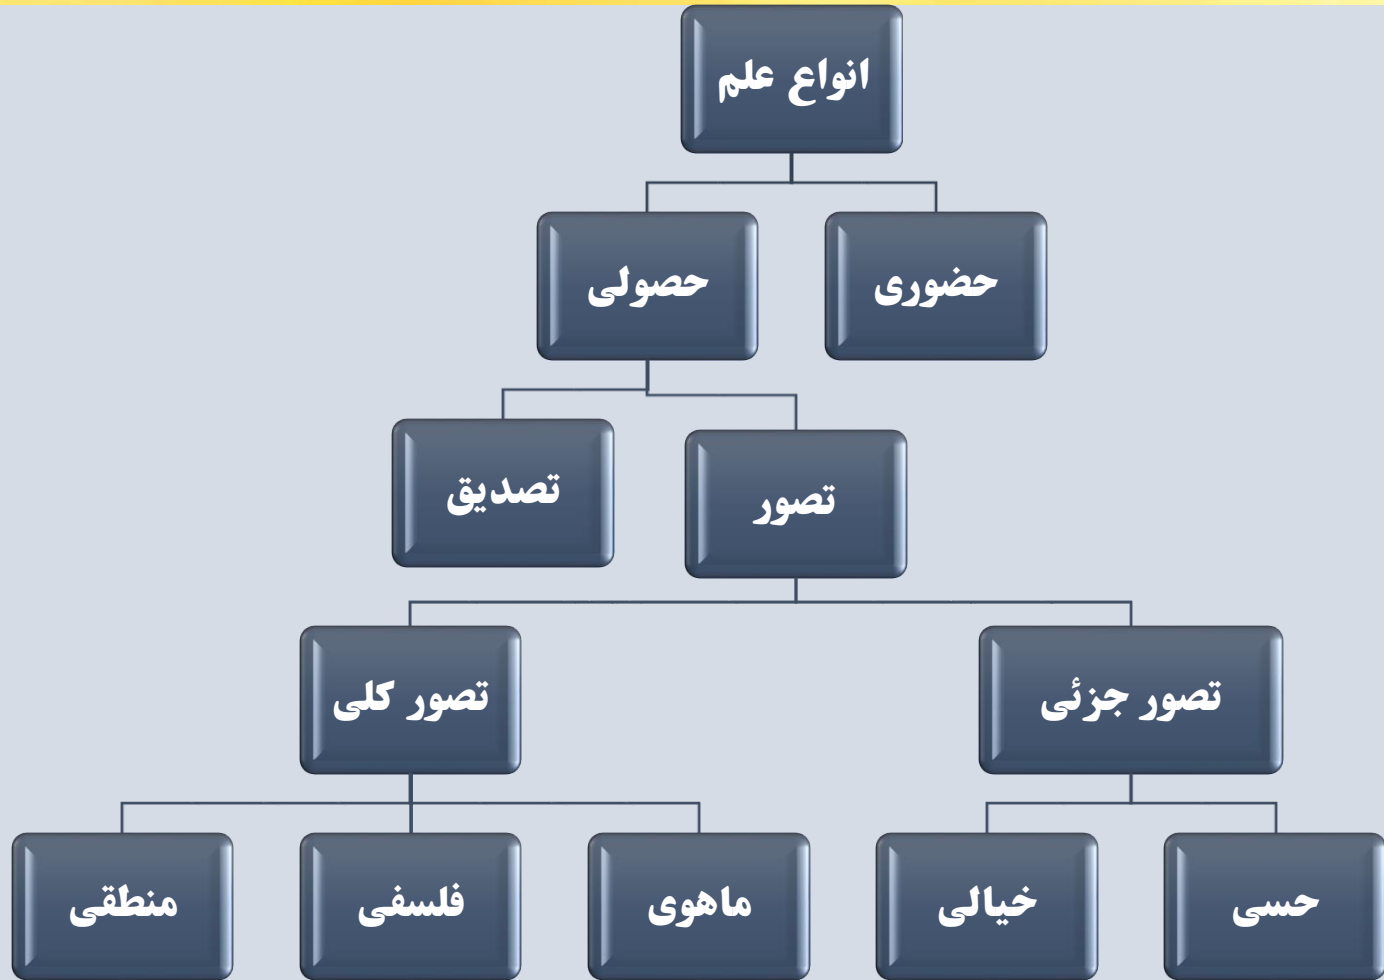 انواع علم
حضوری
حصولی
تصور
تصدیق
تصور جزئی
تصور کلی
حسی
خیالی
ماهوی
فلسفی
منطقی